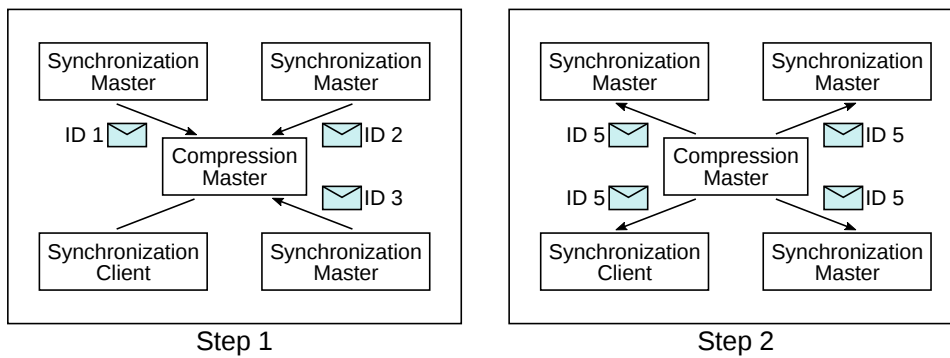 Synchronization
Master
Synchronization
Master
ID 1
ID 2
Compression
Master
ID 3
Synchronization
Client
Synchronization
Master
Step 1
Synchronization
Master
Synchronization
Master
ID 5
ID 5
Compression
Master
ID 5
ID 5
Synchronization
Client
Synchronization
Master
Step 2